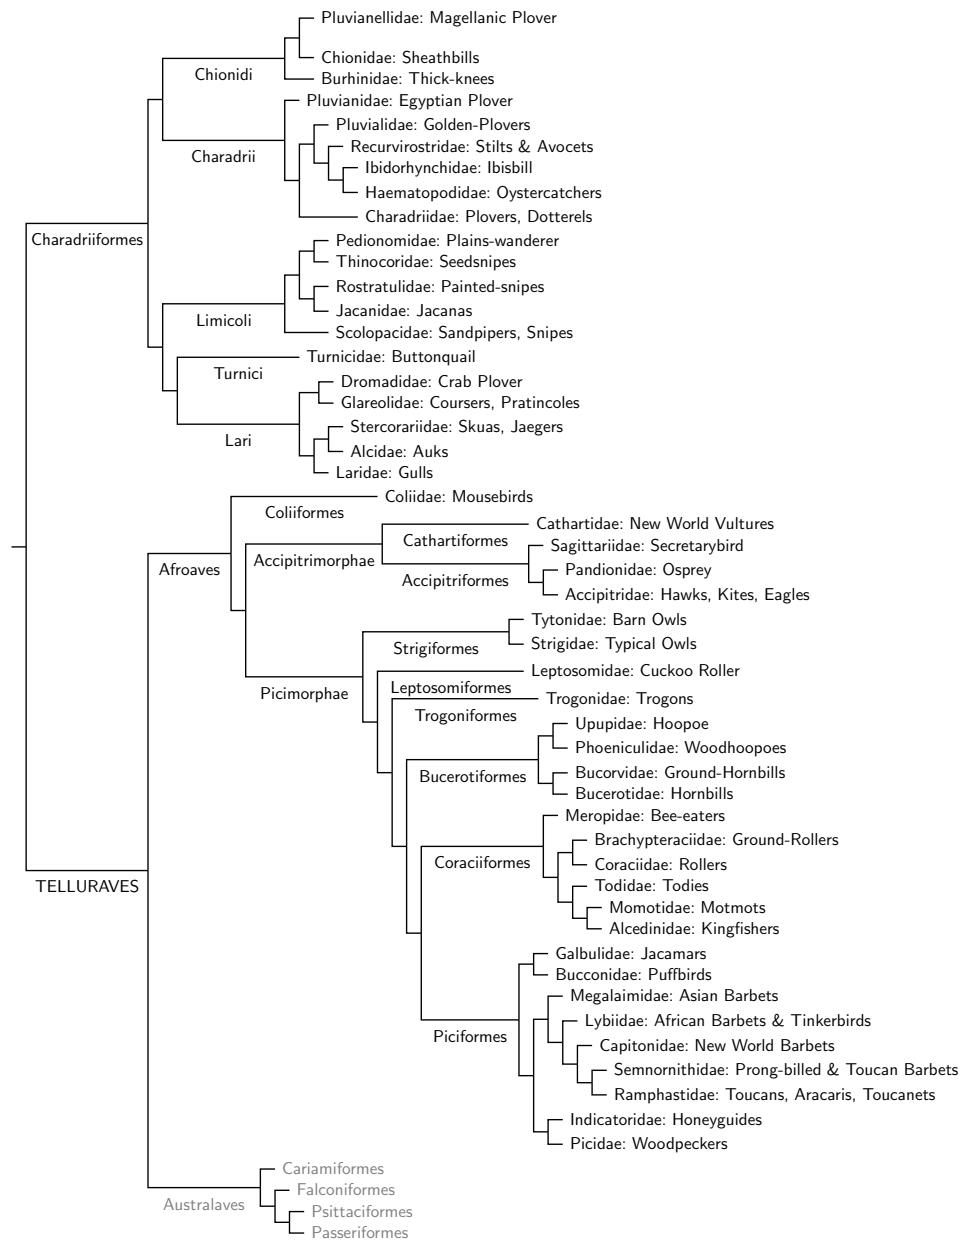 Pluvianellidae: Magellanic Plover
Chionidae: Sheathbills
Chionidi
Burhinidae: Thick-knees
Pluvianidae: Egyptian Plover
Pluvialidae: Golden-Plovers
Recurvirostridae: Stilts & Avocets
Charadrii
Ibidorhynchidae: Ibisbill
Haematopodidae: Oystercatchers
Charadriidae: Plovers, Dotterels
Charadriiformes
Pedionomidae: Plains-wanderer
Thinocoridae: Seedsnipes
Rostratulidae: Painted-snipes
Jacanidae: Jacanas
Limicoli
Scolopacidae: Sandpipers, Snipes
Turnicidae: Buttonquail
Turnici
Dromadidae: Crab Plover
Glareolidae: Coursers, Pratincoles
Stercorariidae: Skuas, Jaegers
Lari
Alcidae: Auks
Laridae: Gulls
Coliidae: Mousebirds
Coliiformes
Cathartidae: New World Vultures
Cathartiformes
Sagittariidae: Secretarybird
Accipitrimorphae
Afroaves
Pandionidae: Osprey
Accipitriformes
Accipitridae: Hawks, Kites, Eagles
Tytonidae: Barn Owls
Strigidae: Typical Owls
Strigiformes
Leptosomidae: Cuckoo Roller
Leptosomiformes
Picimorphae
Trogonidae: Trogons
Trogoniformes
Upupidae: Hoopoe
Phoeniculidae: Woodhoopoes
Bucorvidae: Ground-Hornbills
Bucerotiformes
Bucerotidae: Hornbills
Meropidae: Bee-eaters
Brachypteraciidae: Ground-Rollers
Coraciiformes
Coraciidae: Rollers
Todidae: Todies
TELLURAVES
Momotidae: Motmots
Alcedinidae: Kingfishers
Galbulidae: Jacamars
Bucconidae: Puffbirds
Megalaimidae: Asian Barbets
Lybiidae: African Barbets & Tinkerbirds
Piciformes
Capitonidae: New World Barbets
Semnornithidae: Prong-billed & Toucan Barbets
Ramphastidae: Toucans, Aracaris, Toucanets
Indicatoridae: Honeyguides
Picidae: Woodpeckers
Cariamiformes
Falconiformes
Australaves
Psittaciformes
Passeriformes